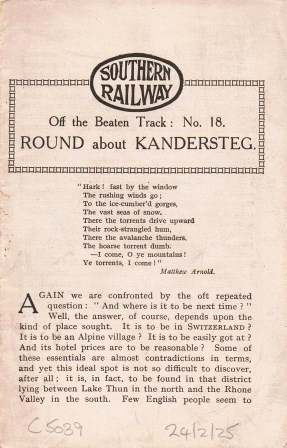 SOUTHERN
RAILWAY
Off the Beaten Track: No. 18.
ROUND about KANDERSTEG.
"Hark! fast by the window
The rushing winds go;
To the ice-cumber'd gorges,
The vast seas of snow.
There the torrents drive upward
Their rock-strangled hum,
There the avalanche thunders,
The hoarse torrent dumb.
—I come, O ye mountains!
Ye torrents, I come!"
Matthew Arnold.
AGAIN we are confronted by the oft repeated
question: "And where is it to be next time?"
Well, the answer, of course, depends upon the
kind of place sought. It is to be in SWITZERLAND?
It is to be an Alpine village? It is to be easily got at?
And its hotel prices are to be reasonable? Some of
these essentials are almost contradictions in terms,
and yet this ideal spot is not so difficult to discover,
after all; it is, in fact, to be found in that district
lying between Lake Thun in the north and the Rhone
Valley in the south. Few English people seem to
C5039
24/2/25